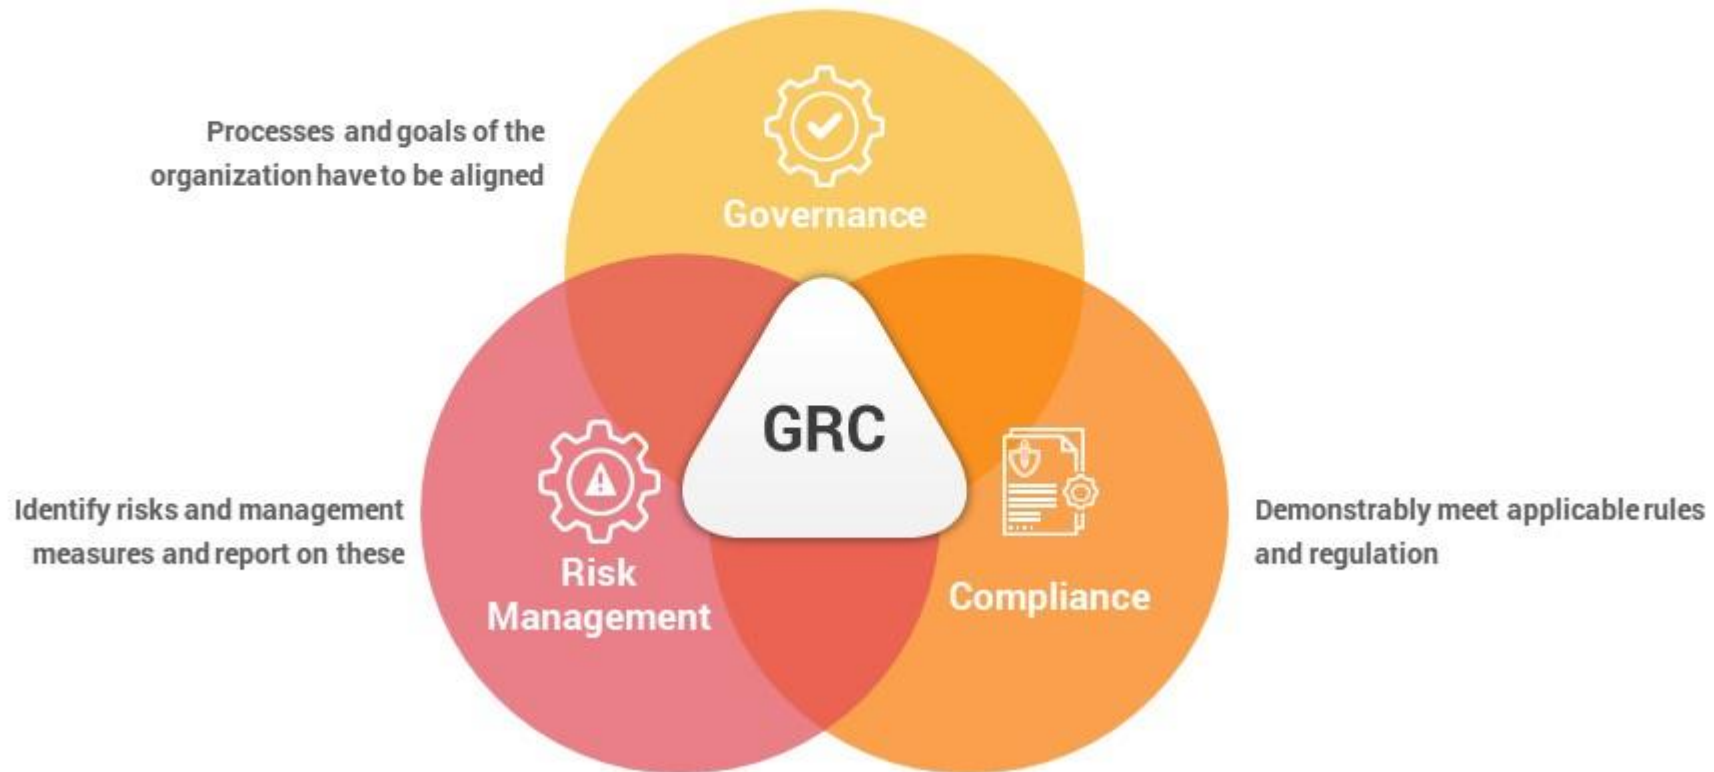 Processes and goals of the
organization have to be aligned
Governance
GRC
Identify risks and management
measures and report on these
Risk
Management
Compliance
Demonstrably meet applicable rules
and regulation